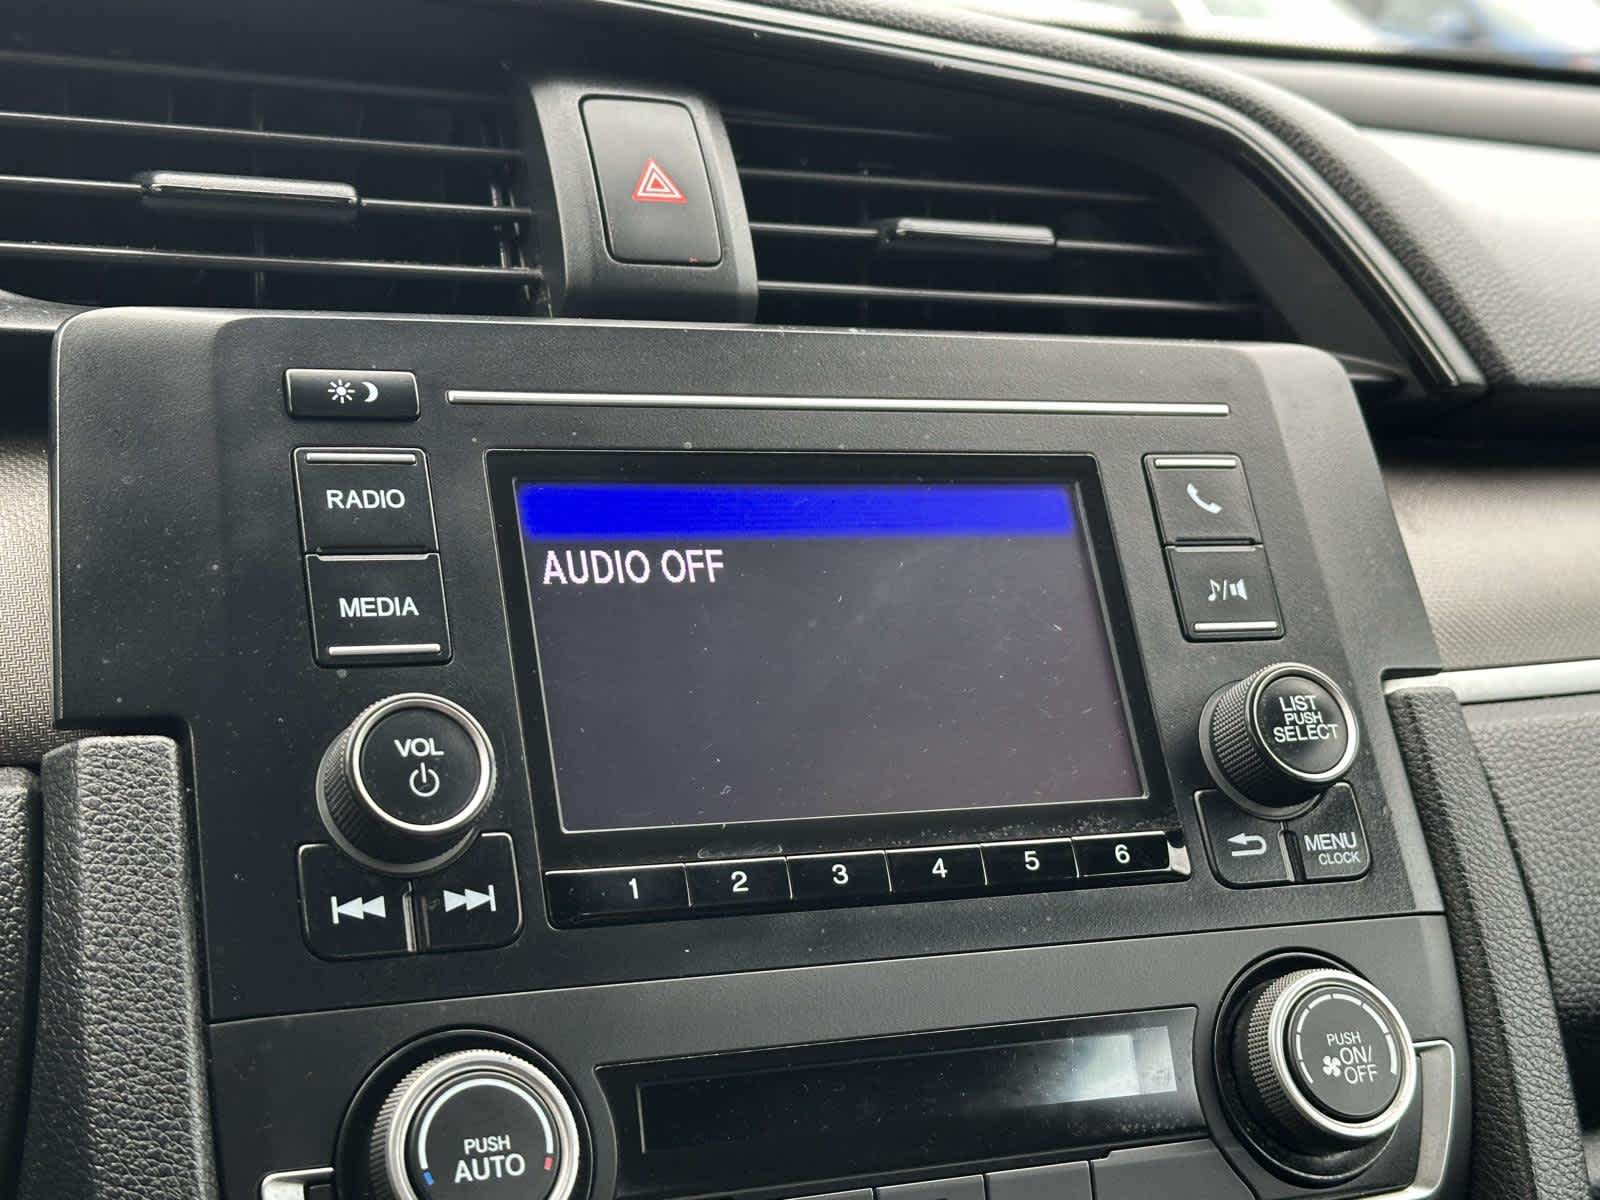 RADIO
MEDIA
AUDIO OFF
VOL
LIST
PUSH
SELECT
MENU
CLOCK
1 2 3 4 5 6
PUSH
AUTO
PUSH
ON/
OFF